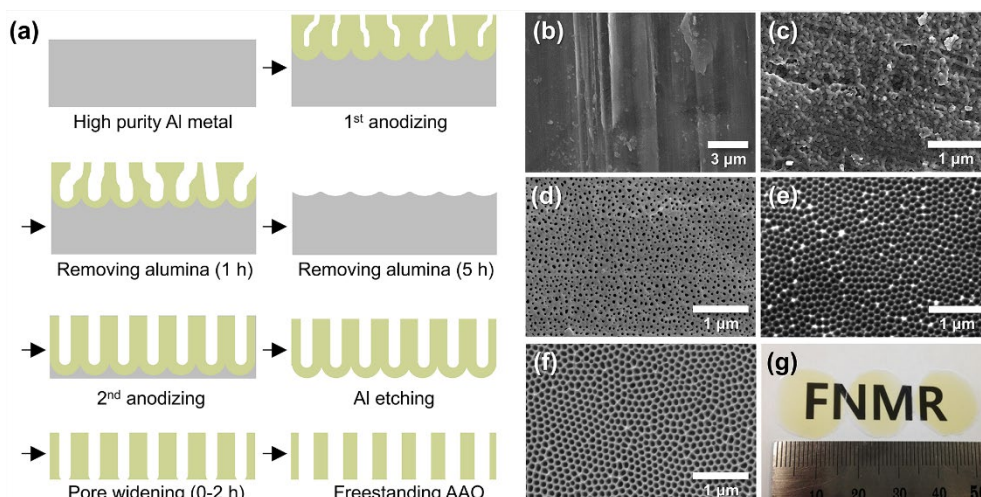 (a)
High purity Al metal
1st anodizing
Removing alumina (1 h)
Removing alumina (5 h)
2nd anodizing
Al etching
Pore widening (0-2 h)
Freestanding AAO
(b)
3 µm
(c)
1 µm
(d)
1 µm
(e)
1 µm
(f)
1 µm
(g)
FNMR
10 20 30 40 50